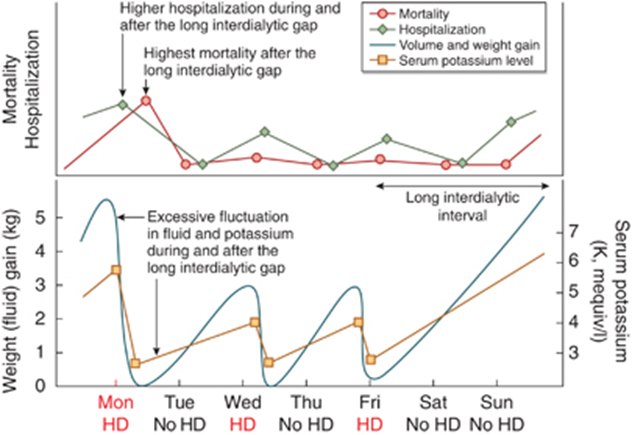 Higher hospitalization during and
after the long interdialytic gap
Highest mortality after the
long interdialytic gap
Mortality
Hospitalization
Volume and weight gain
Serum potassium level
Mortality
Hospitalization
Long interdialytic
interval
Excessive fluctuation
in fluid and potassium
during and after the
long interdialytic gap
Weight (fluid) gain (kg)
5
4
3
2
1
0
7
6
5
4
3
Serum potassium
(K, mequiv/l)
Mon Tue Wed Thu Fri Sat Sun
HD No HD HD No HD HD No HD No HD